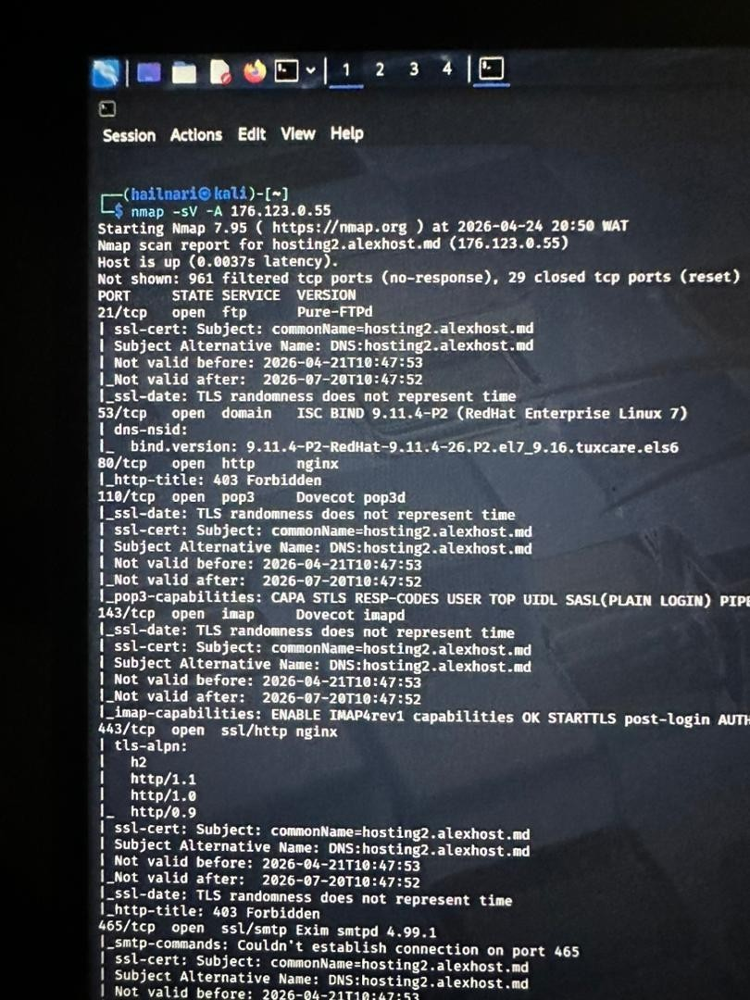 1 2 3 4
Session Actions Edit View Help
(hailnari㉿kali)-[~]
$ nmap -sV -A 176.123.0.55
Starting Nmap 7.95 ( https://nmap.org ) at 2026-04-24 20:50 WAT
Nmap scan report for hosting2.alexhost.md (176.123.0.55)
Host is up (0.0037s latency).
Not shown: 961 filtered tcp ports (no-response), 29 closed tcp ports (reset)
PORT STATE SERVICE VERSION
21/tcp open ftp Pure-FTPd
| ssl-cert: Subject: commonName=hosting2.alexhost.md
| Subject Alternative Name: DNS:hosting2.alexhost.md
| Not valid before: 2026-04-21T10:47:53
|_Not valid after: 2026-07-20T10:47:52
|_ssl-date: TLS randomness does not represent time
53/tcp open domain ISC BIND 9.11.4-P2 (RedHat Enterprise Linux 7)
| dns-nsid:
|_ bind.version: 9.11.4-P2-RedHat-9.11.4-26.P2.el7_9.16.tuxcare.els6
80/tcp open http nginx
|_http-title: 403 Forbidden
110/tcp open pop3 Dovecot pop3d
|_ssl-date: TLS randomness does not represent time
| ssl-cert: Subject: commonName=hosting2.alexhost.md
| Subject Alternative Name: DNS:hosting2.alexhost.md
| Not valid before: 2026-04-21T10:47:53
|_Not valid after: 2026-07-20T10:47:52
|_pop3-capabilities: CAPA STLS RESP-CODES USER TOP UIDL SASL(PLAIN LOGIN) PIPE
143/tcp open imap Dovecot imapd
|_ssl-date: TLS randomness does not represent time
| ssl-cert: Subject: commonName=hosting2.alexhost.md
| Subject Alternative Name: DNS:hosting2.alexhost.md
| Not valid before: 2026-04-21T10:47:53
|_Not valid after: 2026-07-20T10:47:52
|_imap-capabilities: ENABLE IMAP4rev1 capabilities OK STARTTLS post-login AUTH
443/tcp open ssl/http nginx
| tls-alpn:
| h2
| http/1.1
| http/1.0
|_ http/0.9
| ssl-cert: Subject: commonName=hosting2.alexhost.md
| Subject Alternative Name: DNS:hosting2.alexhost.md
| Not valid before: 2026-04-21T10:47:53
|_Not valid after: 2026-07-20T10:47:52
|_ssl-date: TLS randomness does not represent time
|_http-title: 403 Forbidden
465/tcp open ssl/smtp Exim smtpd 4.99.1
|_smtp-commands: Couldn't establish connection on port 465
| ssl-cert: Subject: commonName=hosting2.alexhost.md
| Subject Alternative Name: DNS:hosting2.alexhost.md
| Not valid before: 2026-04-21T10:47:53